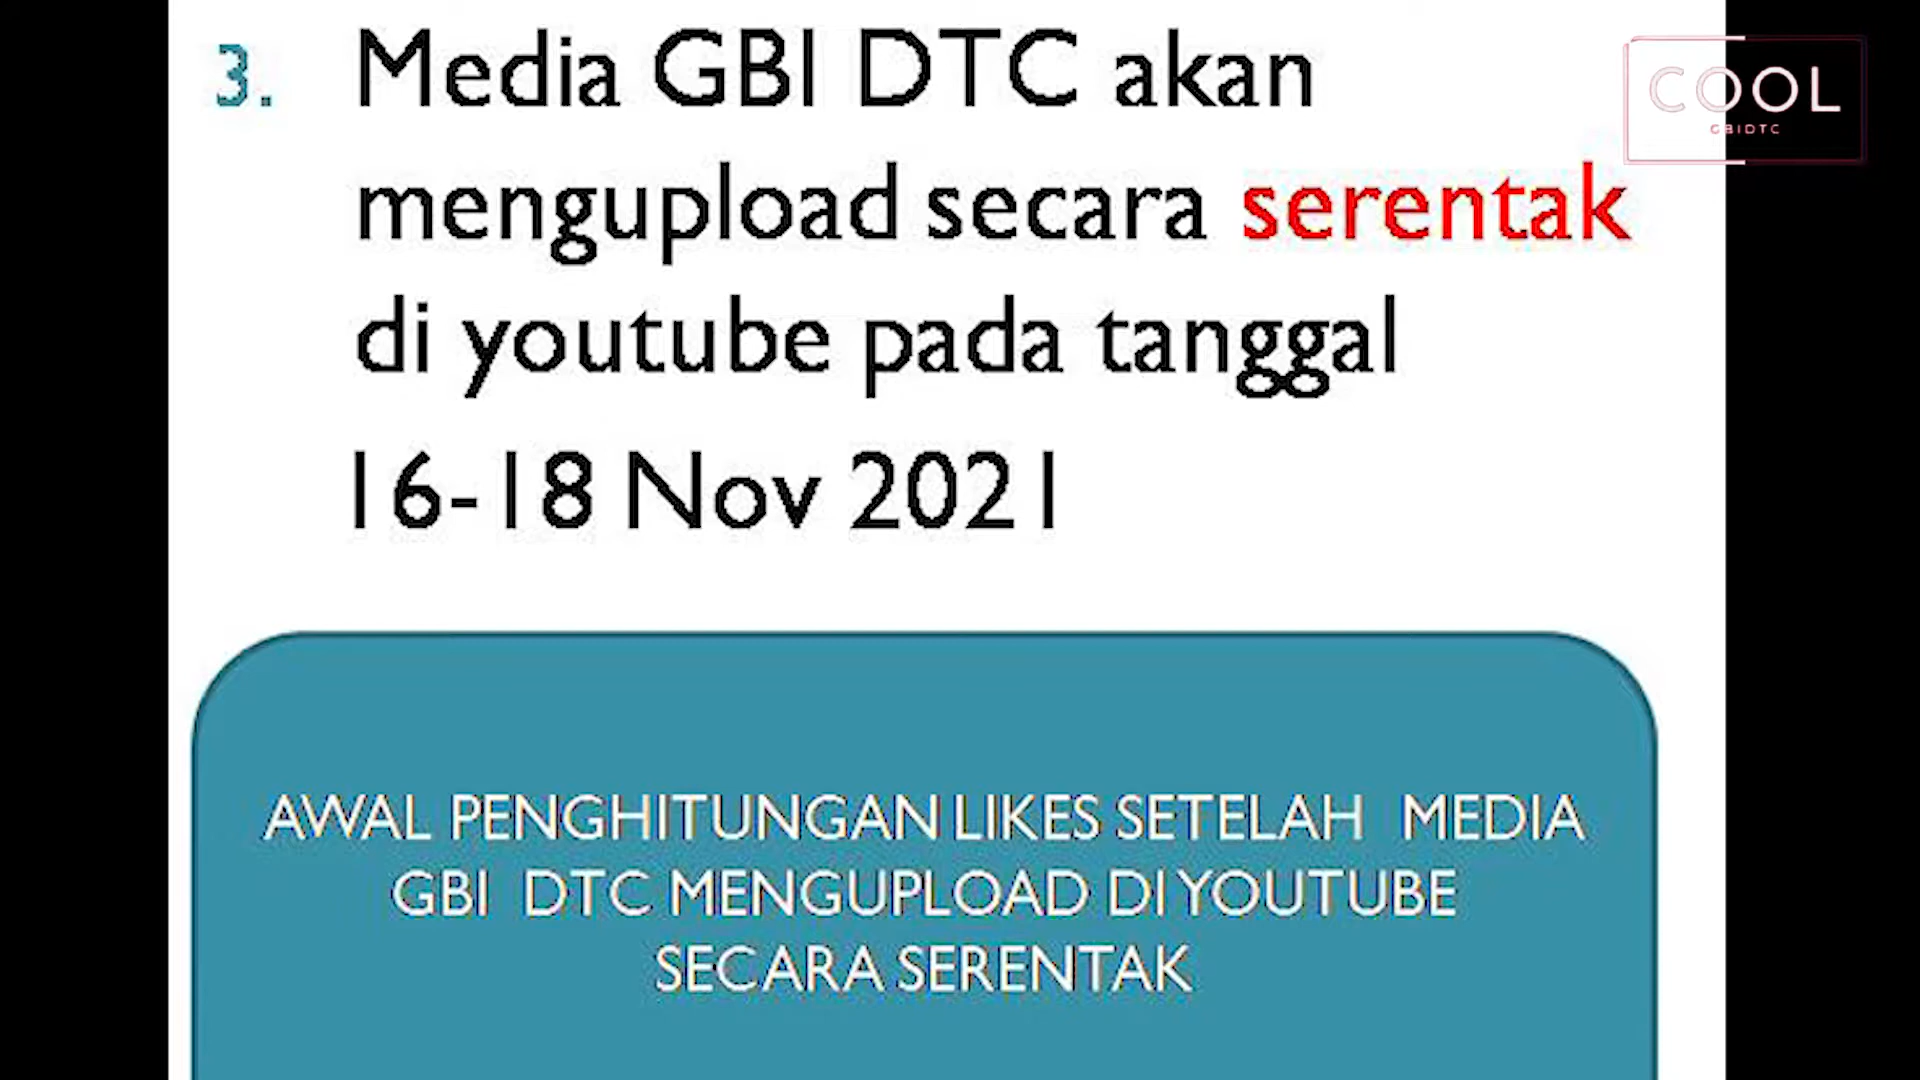 3. Media GBI DTC akan
mengupload secara serentak
di youtube pada tanggal
16-18 Nov 2021
COOL
GBIDTC
AWAL PENGHITUNGAN LIKES SETELAH MEDIA
GBI DTC MENGUPLOAD DI YOUTUBE
SECARA SERENTAK